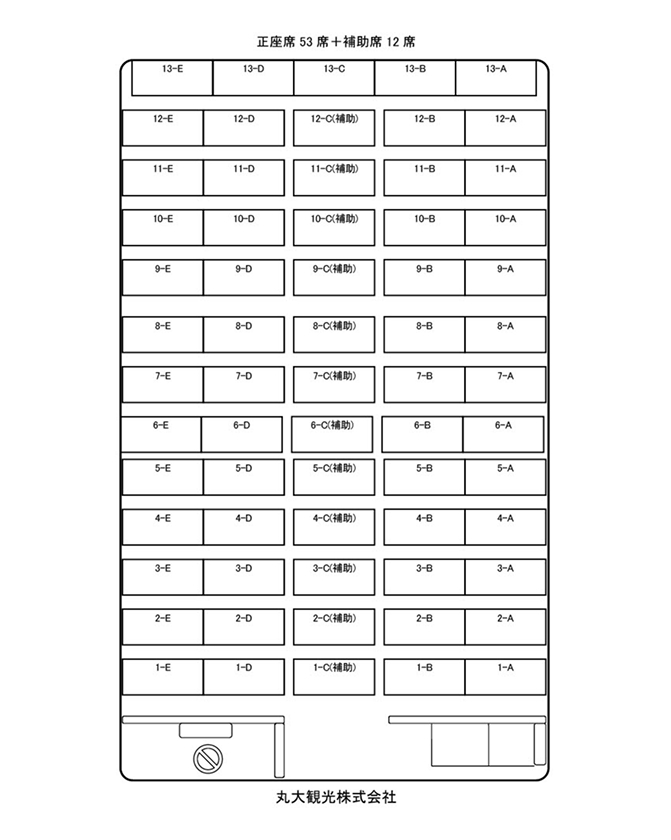 正座席53席＋補助席12席
13-E 13-D 13-C 13-B 13-A
12-E 12-D 12-C(補助) 12-B 12-A
11-E 11-D 11-C(補助) 11-B 11-A
10-E 10-D 10-C(補助) 10-B 10-A
9-E 9-D 9-C(補助) 9-B 9-A
8-E 8-D 8-C(補助) 8-B 8-A
7-E 7-D 7-C(補助) 7-B 7-A
6-E 6-D 6-C(補助) 6-B 6-A
5-E 5-D 5-C(補助) 5-B 5-A
4-E 4-D 4-C(補助) 4-B 4-A
3-E 3-D 3-C(補助) 3-B 3-A
2-E 2-D 2-C(補助) 2-B 2-A
1-E 1-D 1-C(補助) 1-B 1-A
丸大観光株式会社